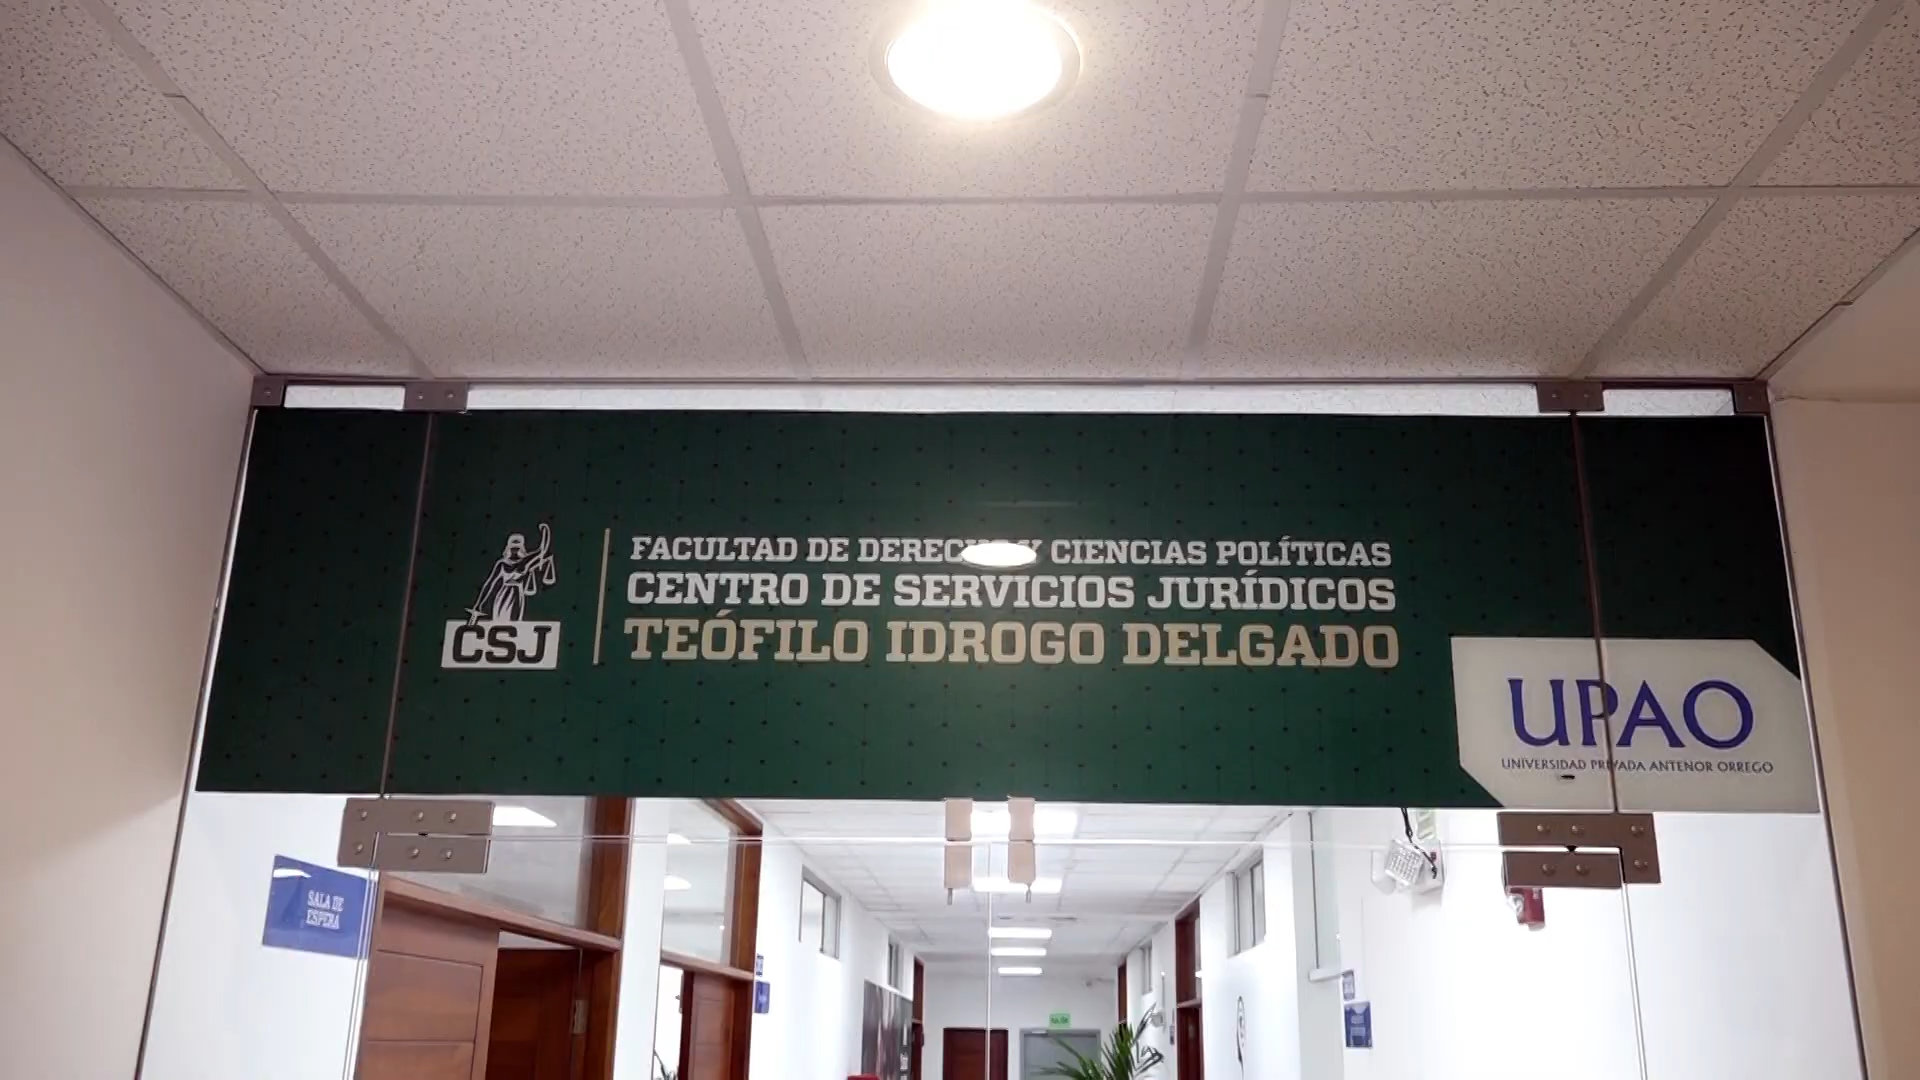 FACULTAD DE DERECHO Y CIENCIAS POLÍTICAS
CENTRO DE SERVICIOS JURÍDICOS
TEÓFILO IDROGO DELGADO
CSJ
UPAO
UNIVERSIDAD PRIVADA ANTENOR ORREGO
SALA DE
ESPERA